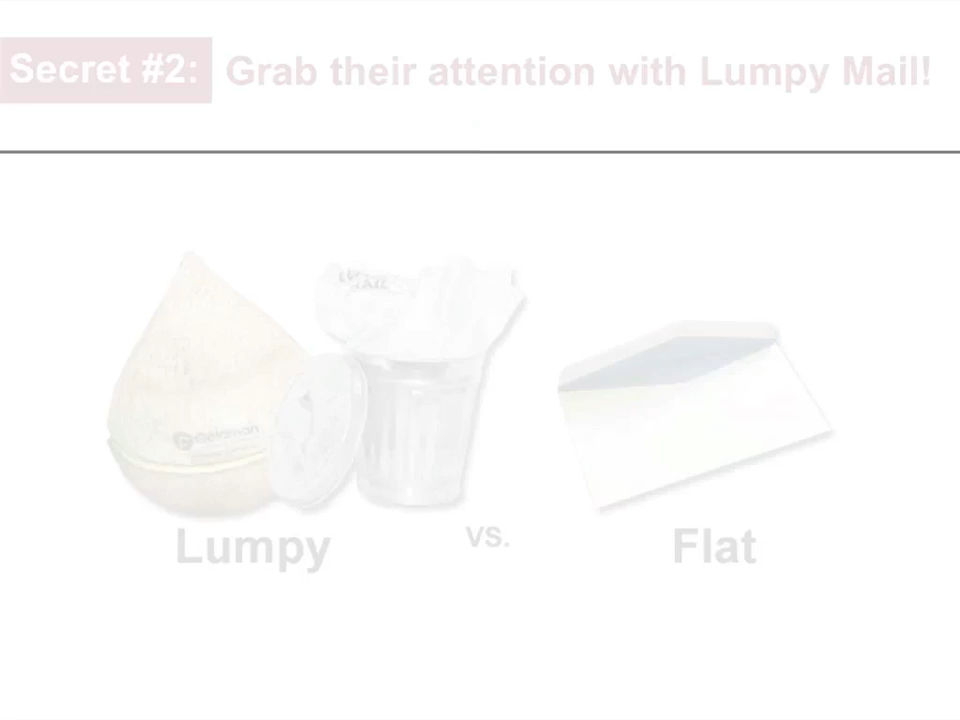 Secret #2: Grab their attention with Lumpy Mail!
Lumpy
vs.
Flat